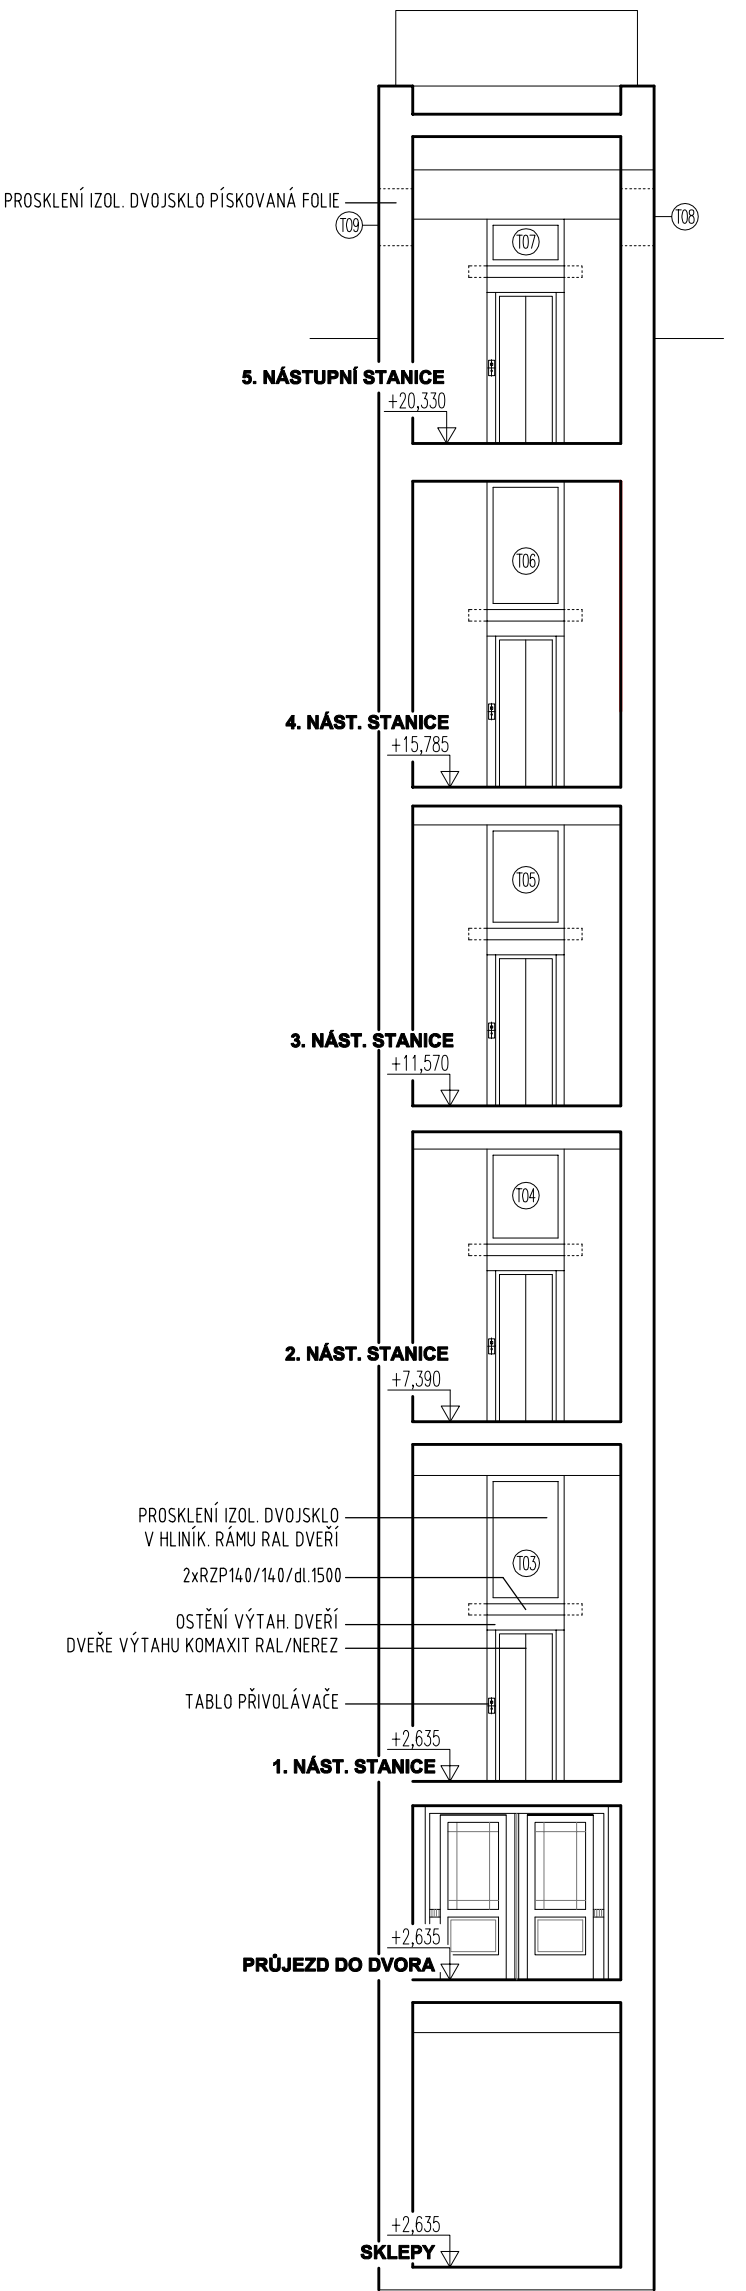 PROSKLENÍ IZOL. DVOJSKLO PÍSKOVANÁ FOLIE
T09
T08
T07
5. NÁSTUPNÍ STANICE
+20,330
T06
4. NÁST. STANICE
+15,785
T05
3. NÁST. STANICE
+11,570
T04
2. NÁST. STANICE
+7,390
PROSKLENÍ IZOL. DVOJSKLO
V HLINÍK. RÁMU RAL DVEŘÍ
T03
2xRZP140/140/dl.1500
OSTĚNÍ VÝTAH. DVEŘÍ
DVEŘE VÝTAHU KOMAXIT RAL/NEREZ
TABLO PŘIVOLÁVAČE
+2,635
1. NÁST. STANICE
+2,635
PRŮJEZD DO DVORA
+2,635
SKLEPY